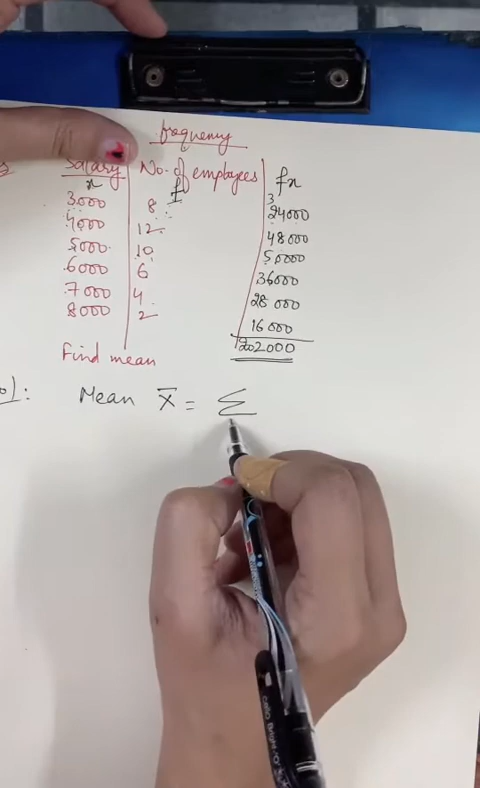 frequency
Salary No. of employees fx
x f
3
3000 8 24000
4000 12 48000
5000 10 50000
6000 6 36000
7000 4 28000
8000 2 16000
202000
Find mean
Mean X̄ = Σ